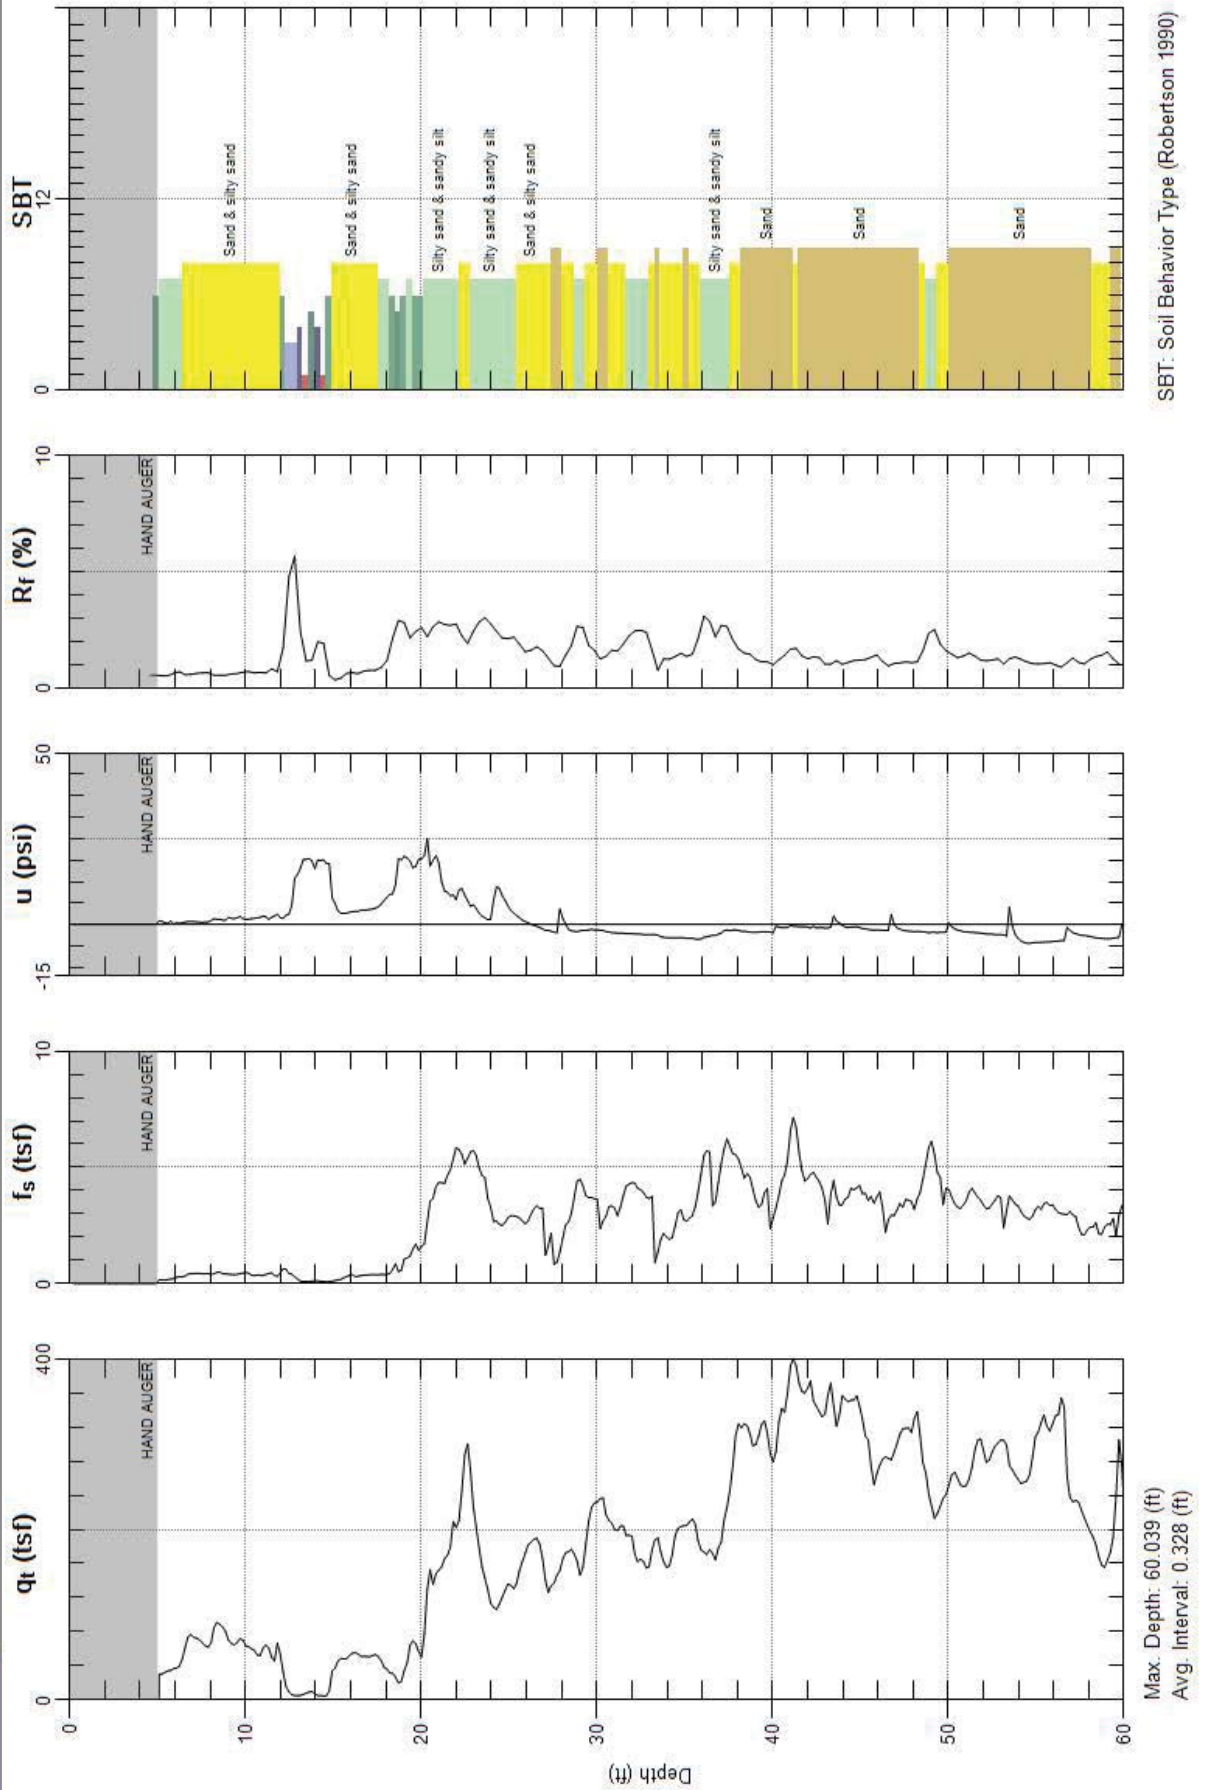 qt (tsf)
fs (tsf)
u (psi)
Rf (%)
SBT
0
400
0
10
-15
50
0
10
0
12
HAND AUGER
HAND AUGER
HAND AUGER
HAND AUGER
Depth (ft)
0
10
20
30
40
50
60
Sand & silty sand
Sand & silty sand
Silty sand & sandy silt
Silty sand & sandy silt
Sand & silty sand
Silty sand & sandy silt
Sand
Sand
Sand
Max. Depth: 60.039 (ft)
Avg. Interval: 0.328 (ft)
SBT: Soil Behavior Type (Robertson 1990)